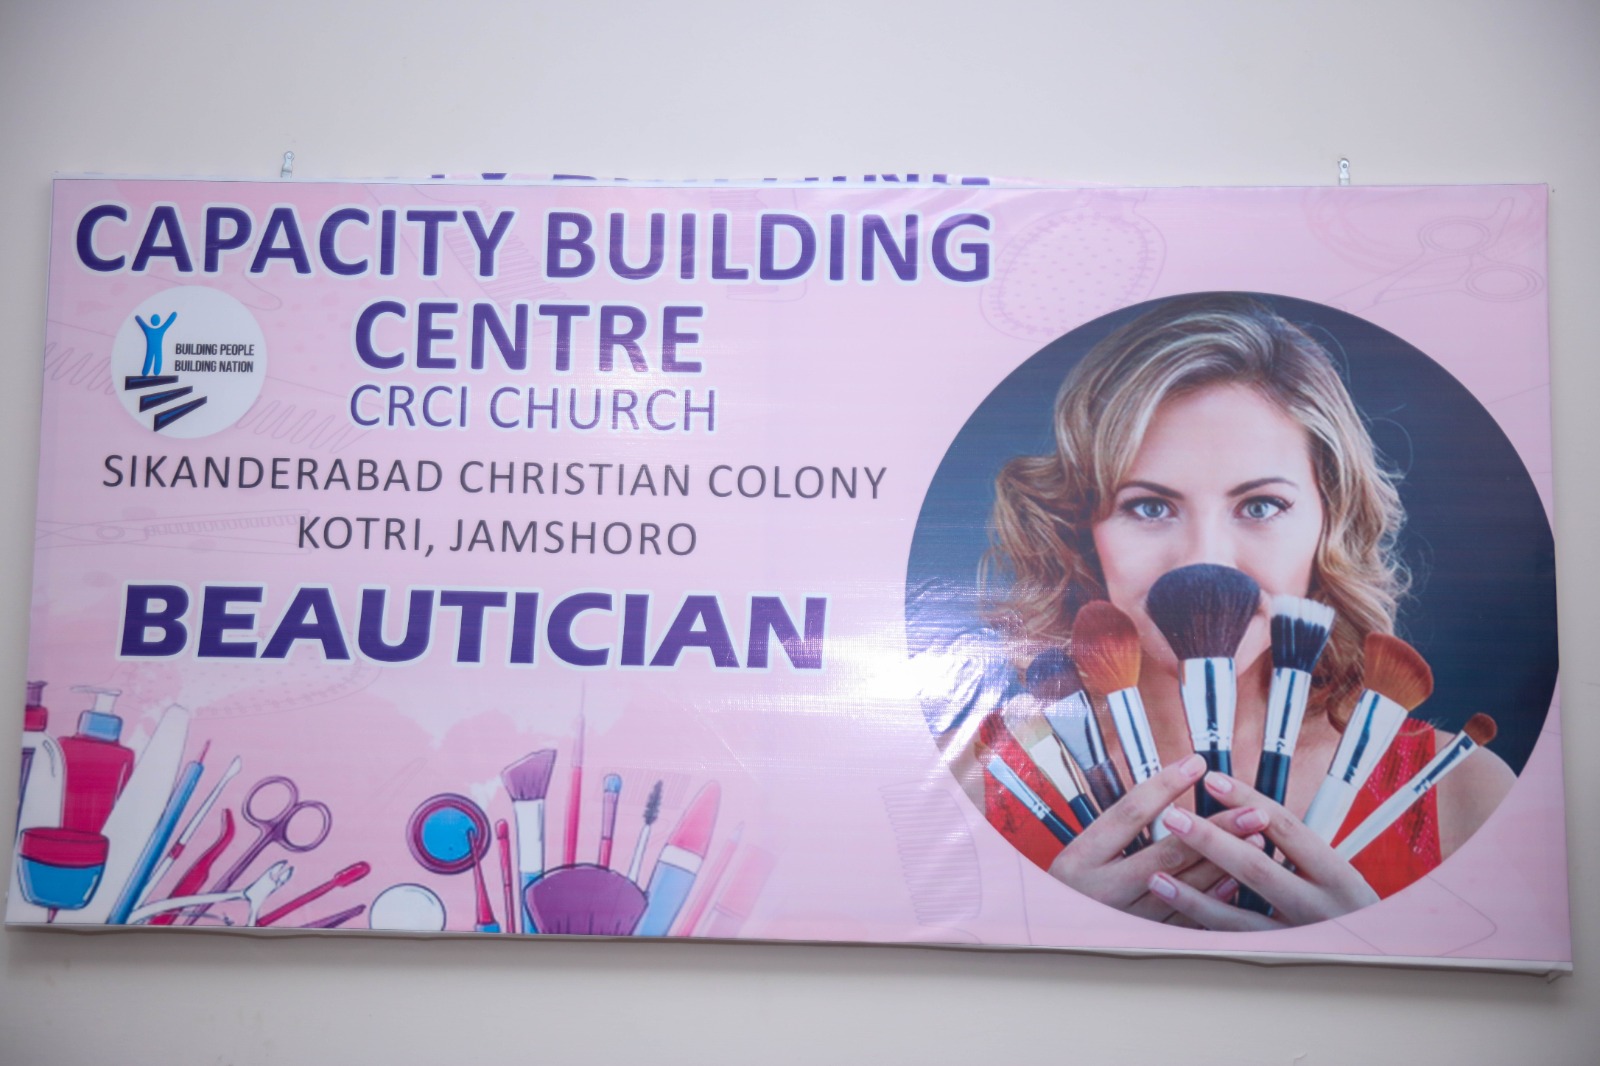 CAPACITY BUILDING
CENTRE
CRCI CHURCH
BUILDING PEOPLE
BUILDING NATION
SIKANDERABAD CHRISTIAN COLONY
KOTRI, JAMSHORO
BEAUTICIAN